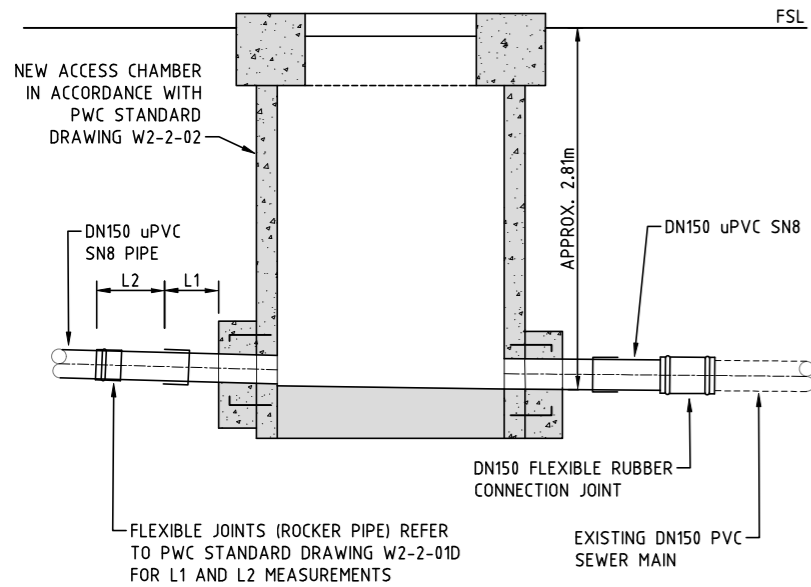 FSL
NEW ACCESS CHAMBER
IN ACCORDANCE WITH
PWC STANDARD
DRAWING W2-2-02
APPROX. 2.81m
DN150 uPVC
SN8 PIPE
DN150 uPVC SN8
L2
L1
DN150 FLEXIBLE RUBBER
CONNECTION JOINT
FLEXIBLE JOINTS (ROCKER PIPE) REFER
TO PWC STANDARD DRAWING W2-2-01D
FOR L1 AND L2 MEASUREMENTS
EXISTING DN150 PVC
SEWER MAIN